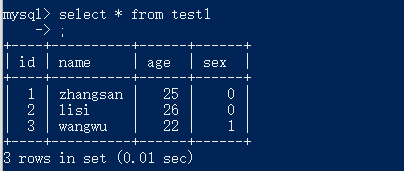 mysql> select * from test1
    -> ;
+----+----------+------+------+
| id | name     | age  | sex  |
+----+----------+------+------+
|  1 | zhangsan |   25 |    0 |
|  2 | lisi     |   26 |    0 |
|  3 | wangwu   |   22 |    1 |
+----+----------+------+------+
3 rows in set (0.01 sec)